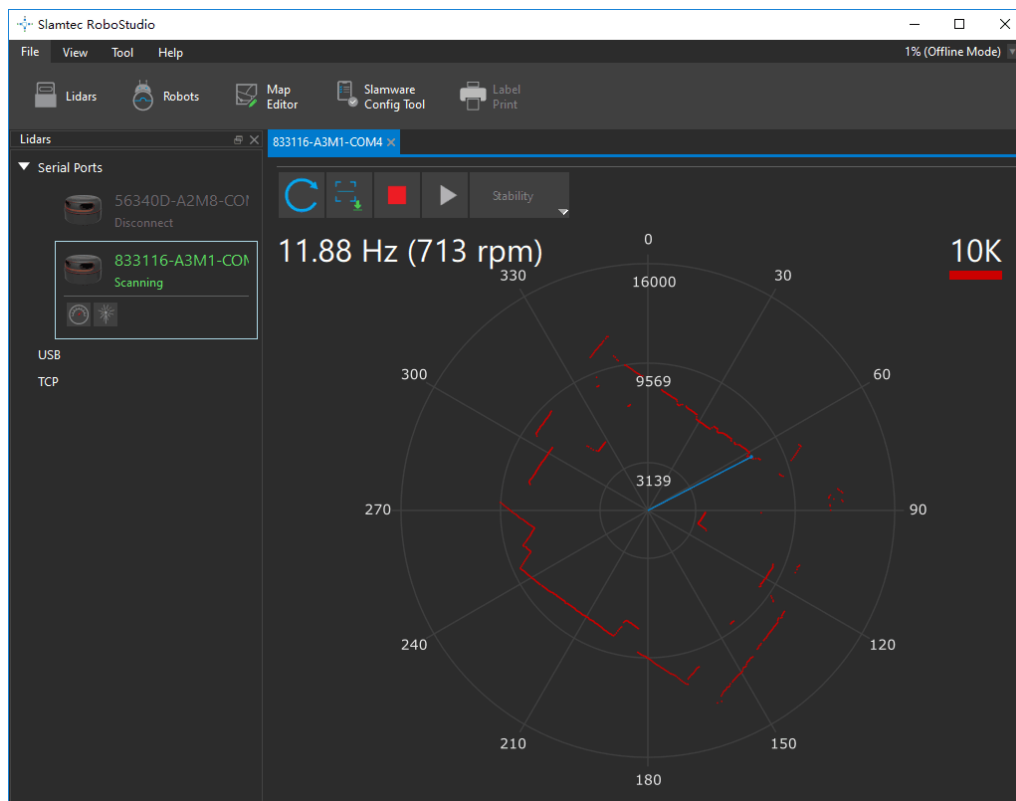 Slamtec RoboStudio
File View Tool Help
1% (Offline Mode)
Lidars
Robots
Map
Editor
Slamware
Config Tool
Label
Print
Lidars
833116-A3M1-COM4
Serial Ports
56340D-A2M8-COM
Disconnect
833116-A3M1-COM
Scanning
USB
TCP
Stability
11.88 Hz (713 rpm)
10K
0
330
30
16000
300
9569
60
3139
270
90
240
120
210
150
180